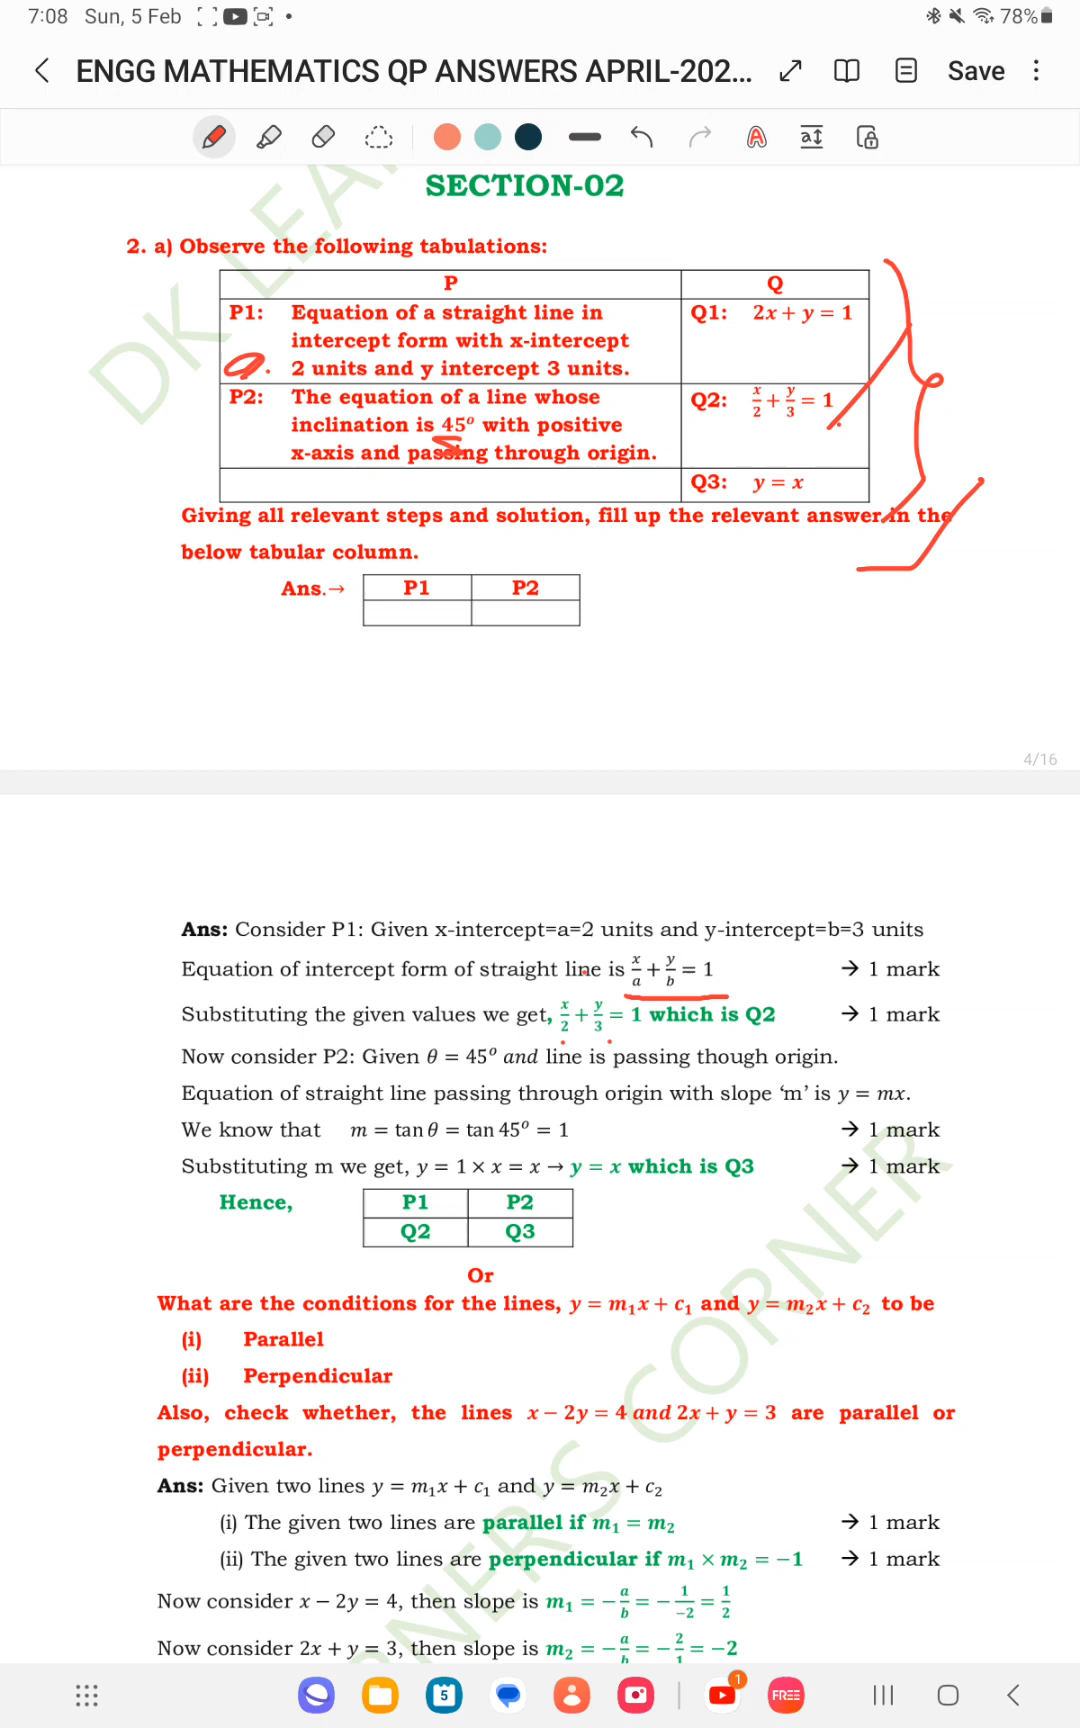 7:08 Sun, 5 Feb
78%
ENGG MATHEMATICS QP ANSWERS APRIL-202...
Save
SECTION-02
2. a) Observe the following tabulations:
P Q
P1: Equation of a straight line in intercept form with x-intercept 2 units and y intercept 3 units. Q1: 2x + y = 1
P2: The equation of a line whose inclination is 45° with positive x-axis and passing through origin. Q2: x/2 + y/3 = 1
Q3: y = x
Giving all relevant steps and solution, fill up the relevant answer in the
below tabular column.
Ans.→ P1 P2
4/16
Ans: Consider P1: Given x-intercept=a=2 units and y-intercept=b=3 units
Equation of intercept form of straight line is x/a + y/b = 1 → 1 mark
Substituting the given values we get, x/2 + y/3 = 1 which is Q2 → 1 mark
Now consider P2: Given θ = 45° and line is passing though origin.
Equation of straight line passing through origin with slope ‘m’ is y = mx.
We know that m = tan θ = tan 45° = 1 → 1 mark
Substituting m we get, y = 1 × x = x → y = x which is Q3 → 1 mark
Hence, P1 P2
Q2 Q3
Or
What are the conditions for the lines, y = m₁x + c₁ and y = m₂x + c₂ to be
(i) Parallel
(ii) Perpendicular
Also, check whether, the lines x − 2y = 4 and 2x + y = 3 are parallel or
perpendicular.
Ans: Given two lines y = m₁x + c₁ and y = m₂x + c₂
(i) The given two lines are parallel if m₁ = m₂ → 1 mark
(ii) The given two lines are perpendicular if m₁ × m₂ = −1 → 1 mark
Now consider x − 2y = 4, then slope is m₁ = −a/b = −1/−2 = 1/2
Now consider 2x + y = 3, then slope is m₂ = −a/b = −2/1 = −2
5
1
FREE